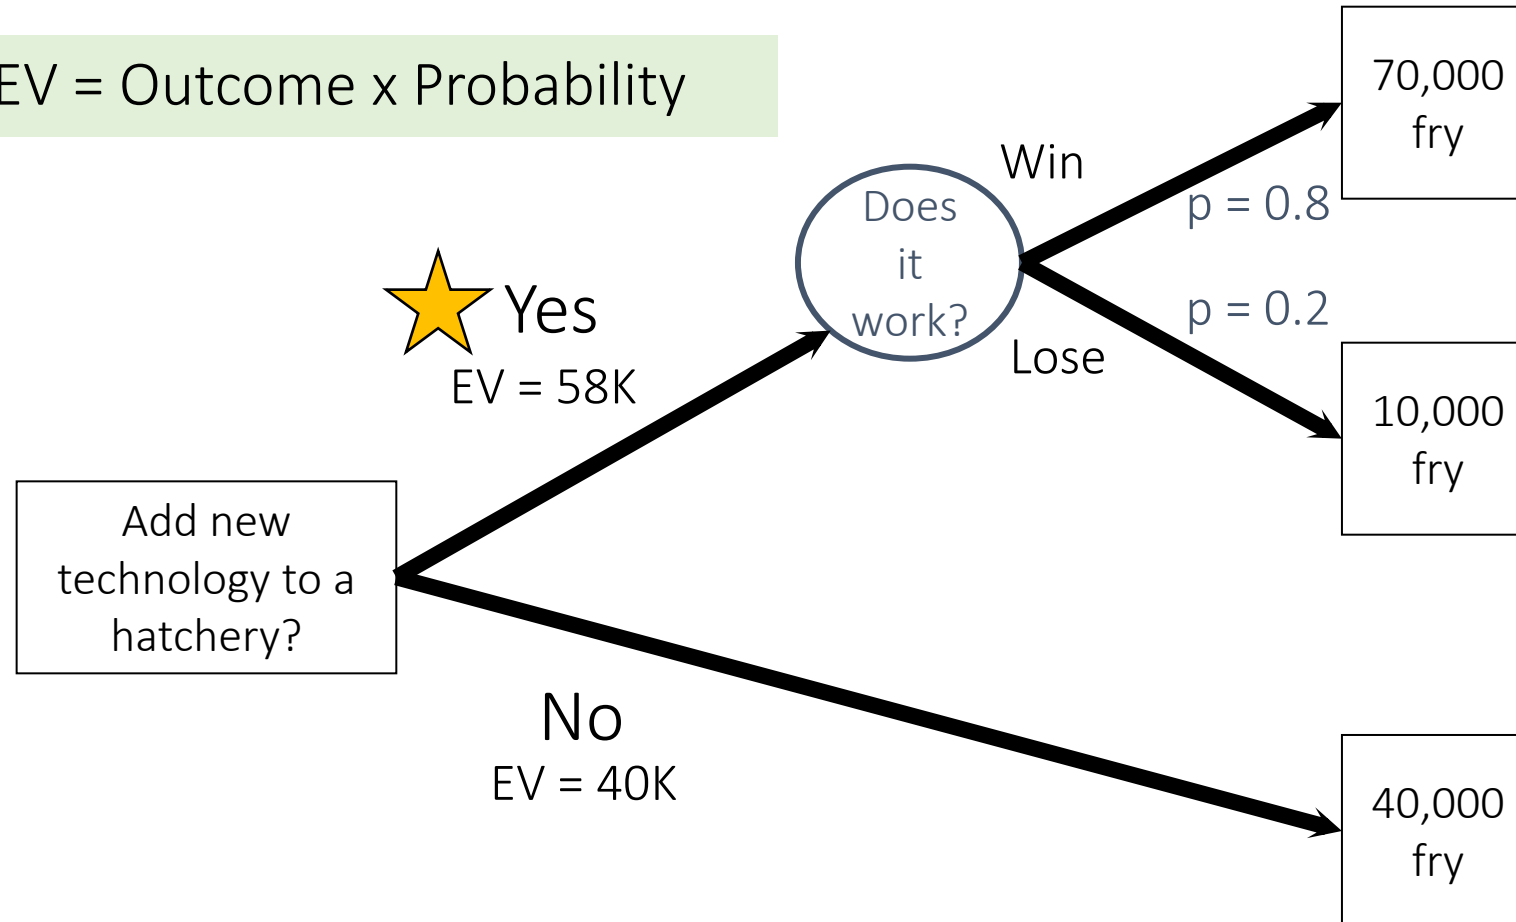 EV = Outcome x Probability
70,000
fry
Win
p = 0.8
Does
it
work?
Yes
EV = 58K
p = 0.2
Lose
10,000
fry
Add new
technology to a
hatchery?
No
EV = 40K
40,000
fry